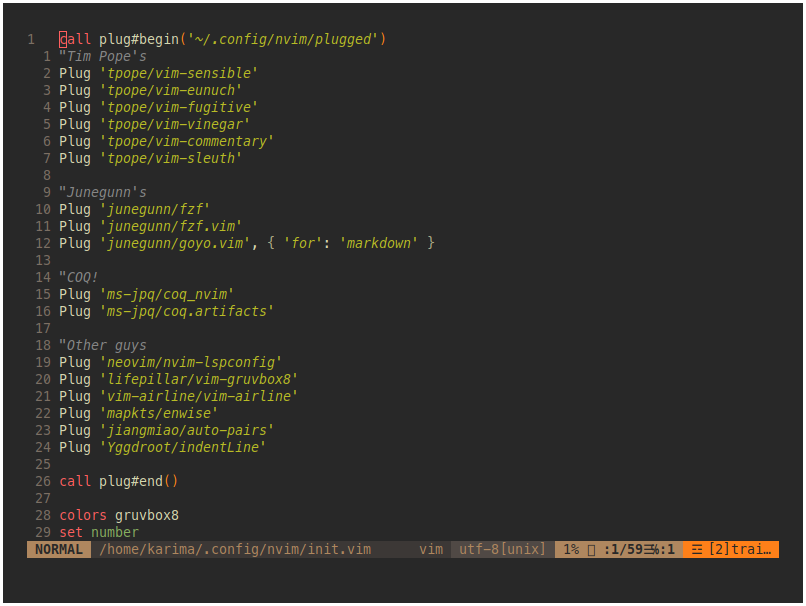 1 call plug#begin('~/.config/nvim/plugged')
1 "Tim Pope's
2 Plug 'tpope/vim-sensible'
3 Plug 'tpope/vim-eunuch'
4 Plug 'tpope/vim-fugitive'
5 Plug 'tpope/vim-vinegar'
6 Plug 'tpope/vim-commentary'
7 Plug 'tpope/vim-sleuth'
8
9 "Junegunn's
10 Plug 'junegunn/fzf'
11 Plug 'junegunn/fzf.vim'
12 Plug 'junegunn/goyo.vim', { 'for': 'markdown' }
13
14 "COQ!
15 Plug 'ms-jpq/coq_nvim'
16 Plug 'ms-jpq/coq.artifacts'
17
18 "Other guys
19 Plug 'neovim/nvim-lspconfig'
20 Plug 'lifepillar/vim-gruvbox8'
21 Plug 'vim-airline/vim-airline'
22 Plug 'mapkts/enwise'
23 Plug 'jiangmiao/auto-pairs'
24 Plug 'Yggdroot/indentLine'
25
26 call plug#end()
27
28 colors gruvbox8
29 set number
NORMAL /home/karima/.config/nvim/init.vim vim utf-8[unix] 1% :1/59☰℅:1 ☲ [2]trai…